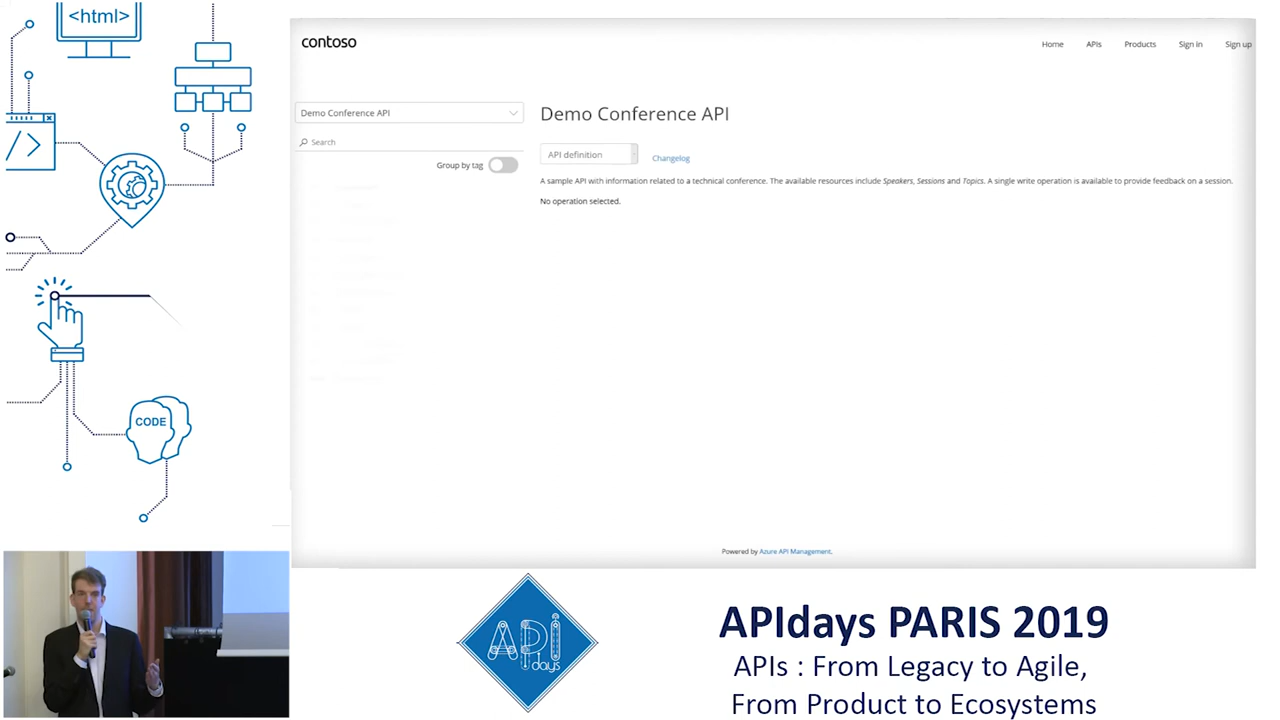 <html>
</>
CODE
contoso
Home APIs Products Sign in Sign up
Demo Conference API
Search
Group by tag
Demo Conference API
API definition
Changelog
A sample API with information related to a technical conference. The available resources include Speakers, Sessions and Topics. A single write operation is available to provide feedback on a session.
No operation selected.
Powered by Azure API Management.
API
days
APIdays PARIS 2019
APIs : From Legacy to Agile,
From Product to Ecosystems